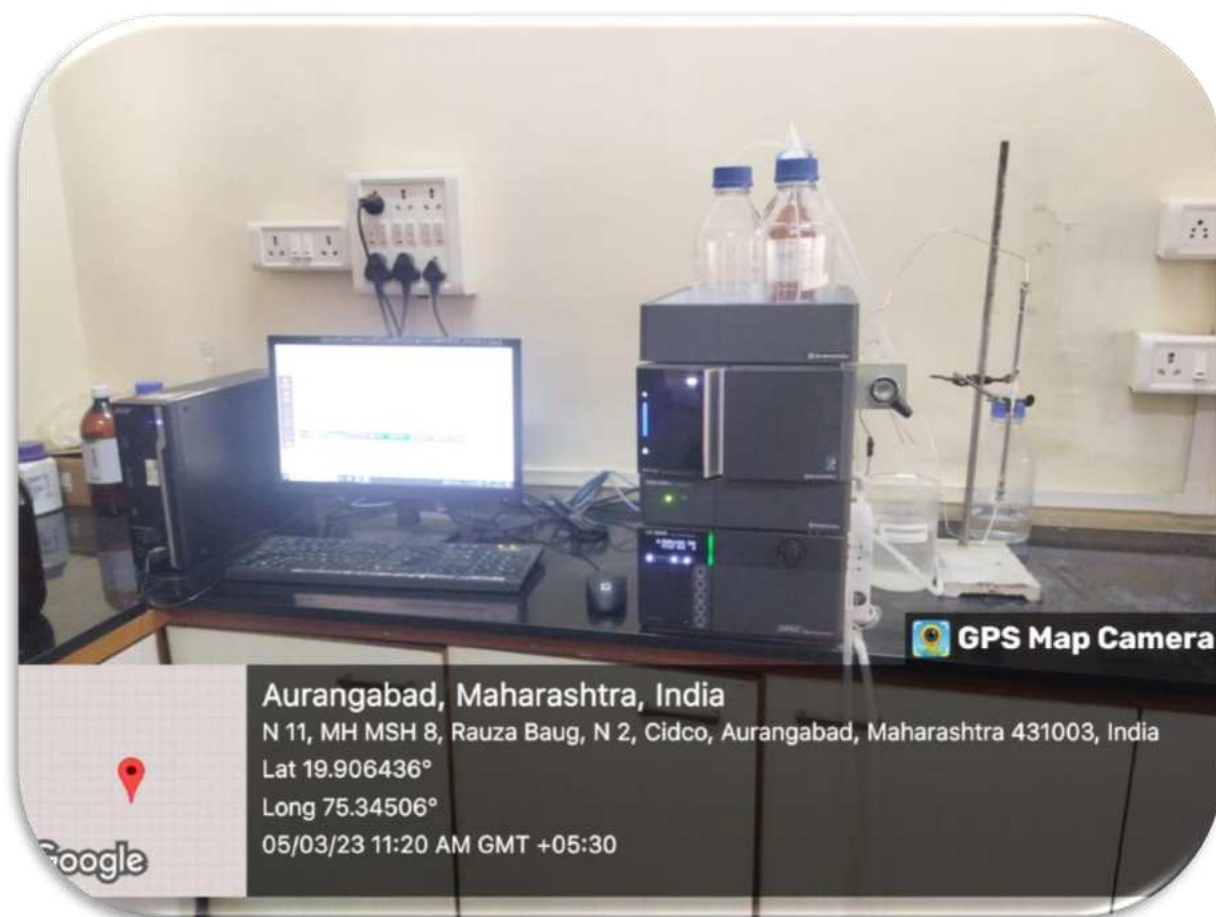 GPS Map Camera
Aurangabad, Maharashtra, India
N 11, MH MSH 8, Rauza Baug, N 2, Cidco, Aurangabad, Maharashtra 431003, India
Lat 19.906436°
Long 75.34506°
05/03/23 11:20 AM GMT +05:30
Google